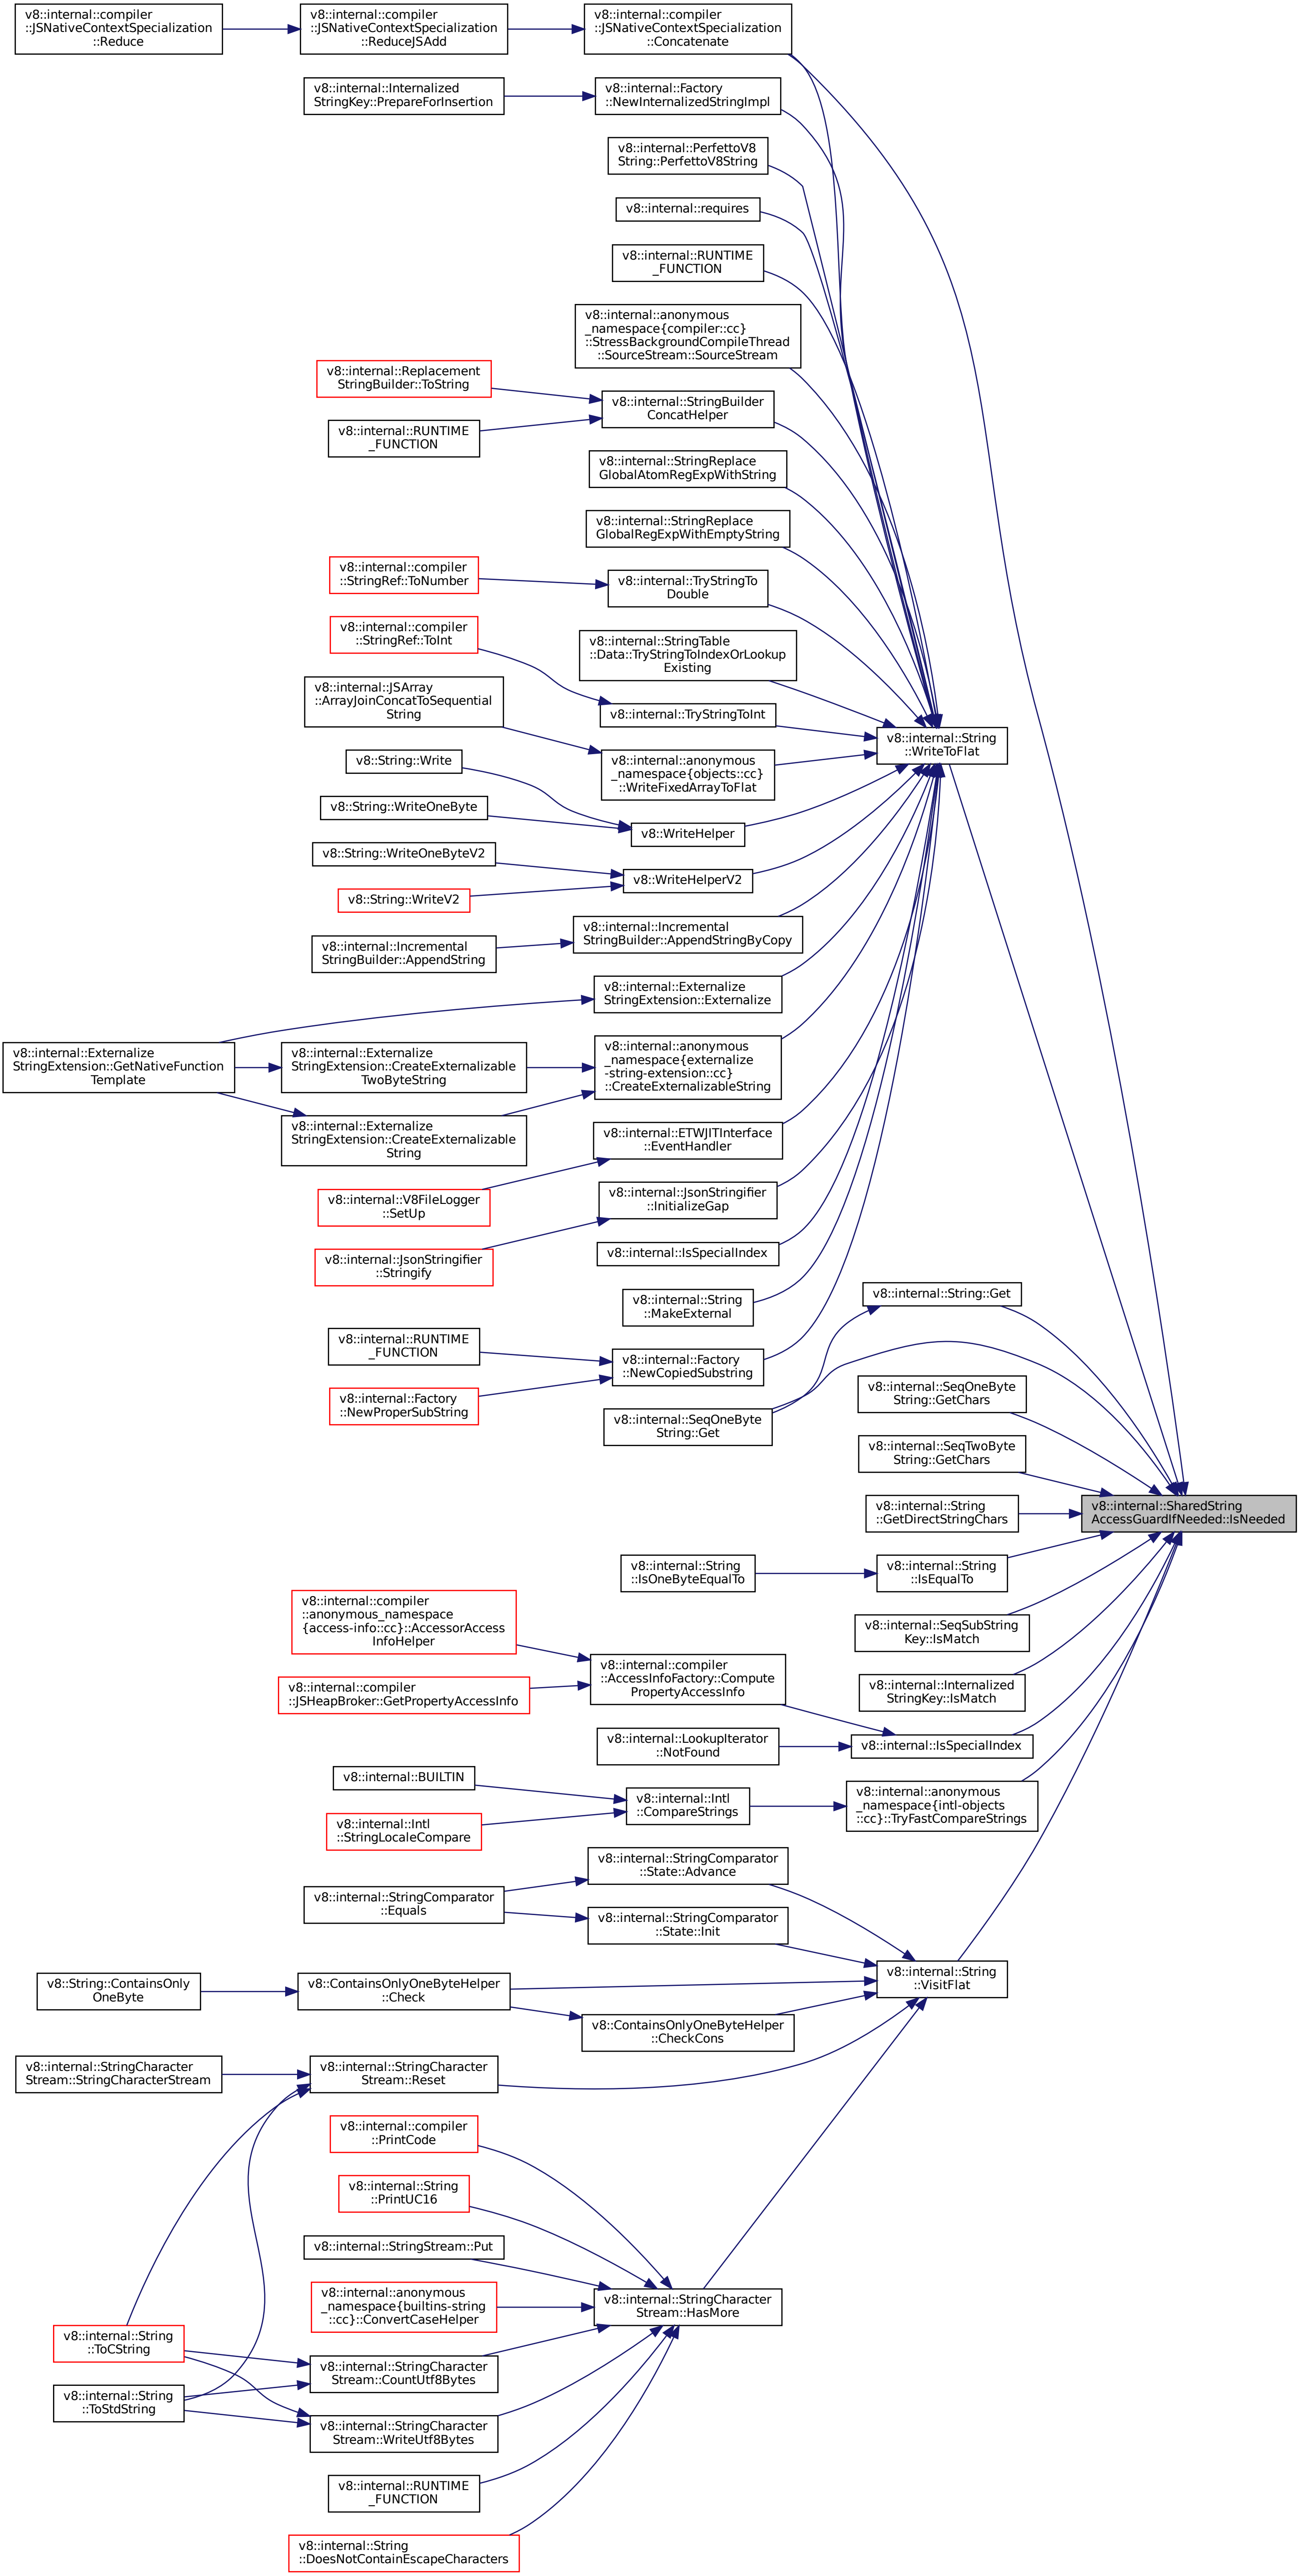 v8::internal::compiler
::JSNativeContextSpecialization
::Reduce
v8::internal::compiler
::JSNativeContextSpecialization
::ReduceJSAdd
v8::internal::compiler
::JSNativeContextSpecialization
::Concatenate
v8::internal::Internalized
StringKey::PrepareForInsertion
v8::internal::Factory
::NewInternalizedStringImpl
v8::internal::PerfettoV8
String::PerfettoV8String
v8::internal::requires
v8::internal::RUNTIME
_FUNCTION
v8::internal::anonymous
_namespace{compiler::cc}
::StressBackgroundCompileThread
::SourceStream::SourceStream
v8::internal::Replacement
StringBuilder::ToString
v8::internal::StringBuilder
ConcatHelper
v8::internal::RUNTIME
_FUNCTION
v8::internal::StringReplace
GlobalAtomRegExpWithString
v8::internal::StringReplace
GlobalRegExpWithEmptyString
v8::internal::compiler
::StringRef::ToNumber
v8::internal::TryStringTo
Double
v8::internal::compiler
::StringRef::ToInt
v8::internal::StringTable
::Data::TryStringToIndexOrLookup
Existing
v8::internal::JSArray
::ArrayJoinConcatToSequential
String
v8::internal::TryStringToInt
v8::internal::String
::WriteToFlat
v8::String::Write
v8::internal::anonymous
_namespace{objects::cc}
::WriteFixedArrayToFlat
v8::String::WriteOneByte
v8::WriteHelper
v8::String::WriteOneByteV2
v8::WriteHelperV2
v8::String::WriteV2
v8::internal::Incremental
StringBuilder::AppendString
v8::internal::Incremental
StringBuilder::AppendStringByCopy
v8::internal::Externalize
StringExtension::Externalize
v8::internal::Externalize
StringExtension::GetNativeFunction
Template
v8::internal::Externalize
StringExtension::CreateExternalizable
TwoByteString
v8::internal::anonymous
_namespace{externalize
-string-extension::cc}
::CreateExternalizableString
v8::internal::Externalize
StringExtension::CreateExternalizable
String
v8::internal::ETWJITInterface
::EventHandler
v8::internal::V8FileLogger
::SetUp
v8::internal::JsonStringifier
::InitializeGap
v8::internal::JsonStringifier
::Stringify
v8::internal::IsSpecialIndex
v8::internal::String
::MakeExternal
v8::internal::String::Get
v8::internal::RUNTIME
_FUNCTION
v8::internal::Factory
::NewCopiedSubstring
v8::internal::Factory
::NewProperSubString
v8::internal::SeqOneByte
String::GetChars
v8::internal::SeqOneByte
String::Get
v8::internal::SeqTwoByte
String::GetChars
v8::internal::String
::GetDirectStringChars
v8::internal::SharedString
AccessGuardIfNeeded::IsNeeded
v8::internal::String
::IsOneByteEqualTo
v8::internal::String
::IsEqualTo
v8::internal::compiler
::anonymous_namespace
{access-info::cc}::AccessorAccess
InfoHelper
v8::internal::SeqSubString
Key::IsMatch
v8::internal::compiler
::JSHeapBroker::GetPropertyAccessInfo
v8::internal::compiler
::AccessInfoFactory::Compute
PropertyAccessInfo
v8::internal::Internalized
StringKey::IsMatch
v8::internal::LookupIterator
::NotFound
v8::internal::IsSpecialIndex
v8::internal::BUILTIN
v8::internal::Intl
::CompareStrings
v8::internal::anonymous
_namespace{intl-objects
::cc}::TryFastCompareStrings
v8::internal::Intl
::StringLocaleCompare
v8::internal::StringComparator
::State::Advance
v8::internal::StringComparator
::Equals
v8::internal::StringComparator
::State::Init
v8::String::ContainsOnly
OneByte
v8::ContainsOnlyOneByteHelper
::Check
v8::internal::String
::VisitFlat
v8::ContainsOnlyOneByteHelper
::CheckCons
v8::internal::StringCharacter
Stream::StringCharacterStream
v8::internal::StringCharacter
Stream::Reset
v8::internal::compiler
::PrintCode
v8::internal::String
::PrintUC16
v8::internal::StringStream::Put
v8::internal::anonymous
_namespace{builtins-string
::cc}::ConvertCaseHelper
v8::internal::StringCharacter
Stream::HasMore
v8::internal::String
::ToCString
v8::internal::StringCharacter
Stream::CountUtf8Bytes
v8::internal::String
::ToStdString
v8::internal::StringCharacter
Stream::WriteUtf8Bytes
v8::internal::RUNTIME
_FUNCTION
v8::internal::String
::DoesNotContainEscapeCharacters